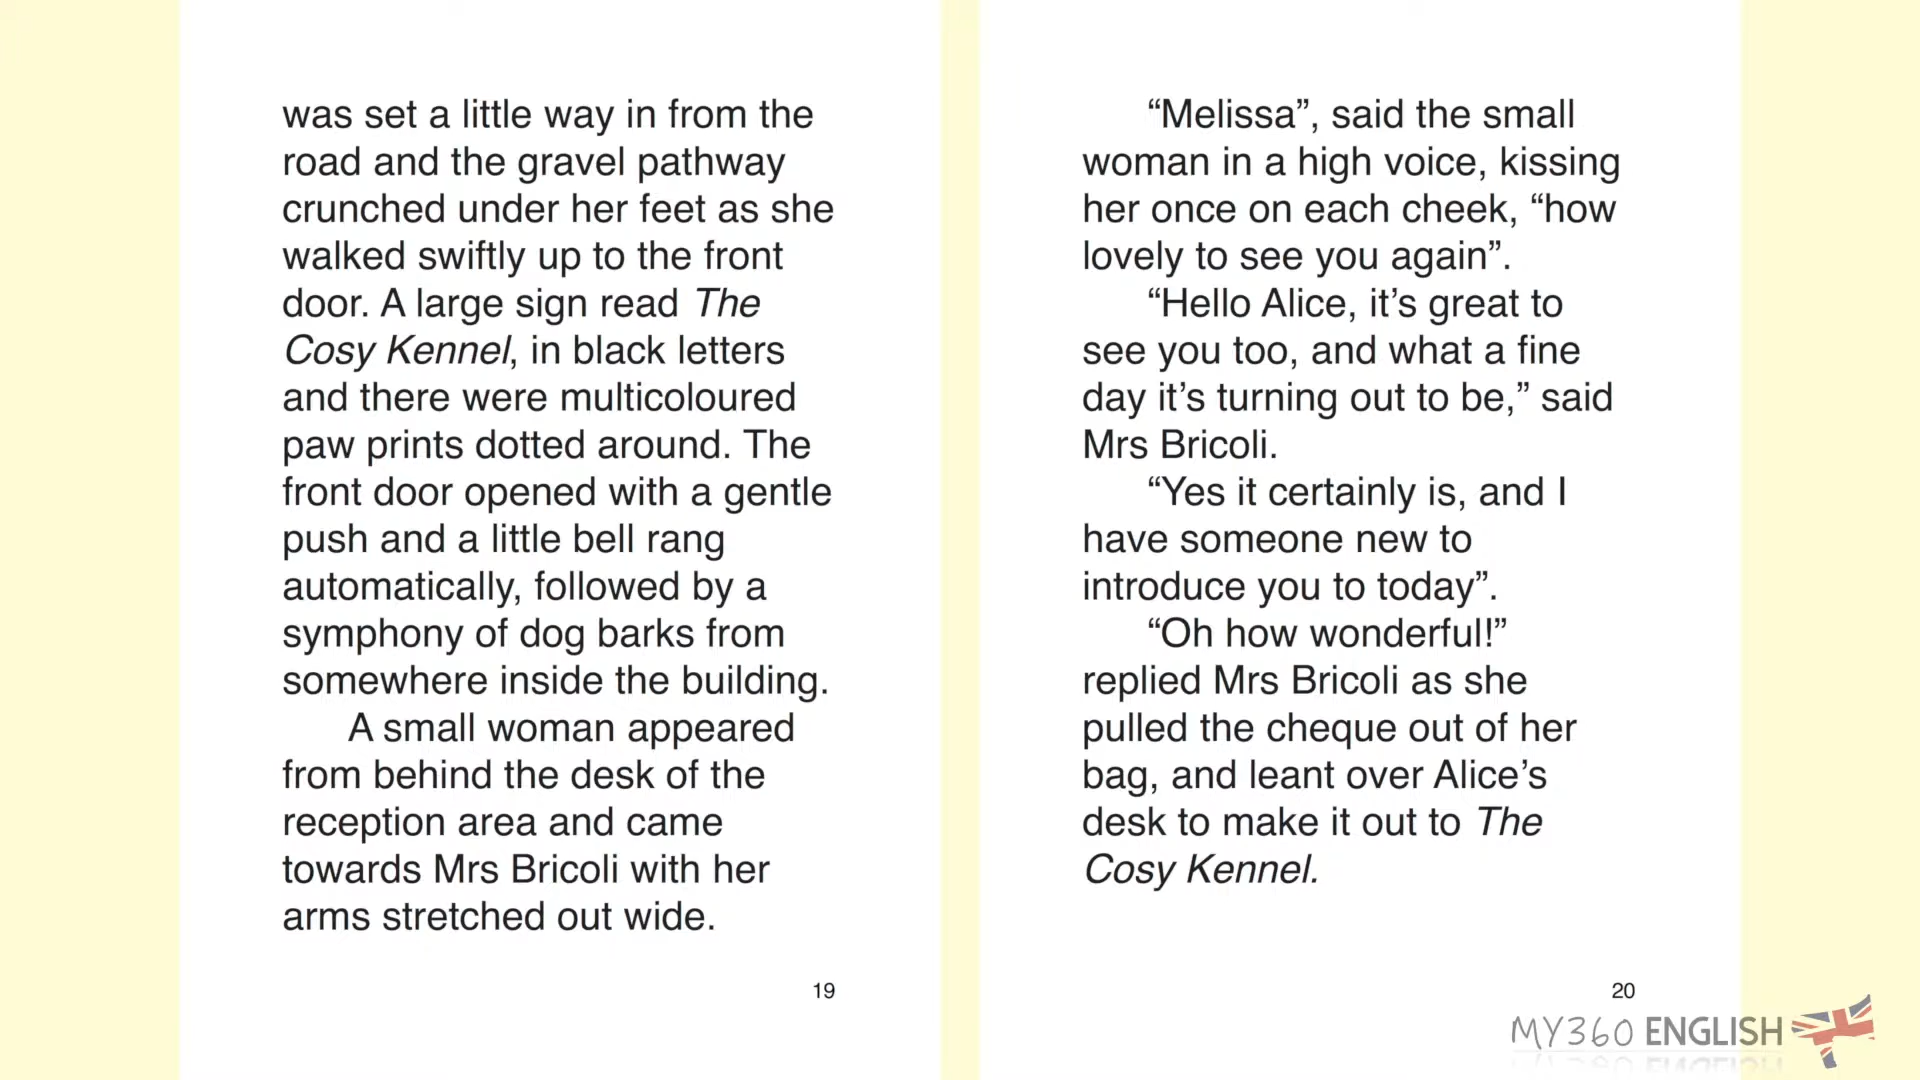 was set a little way in from the
road and the gravel pathway
crunched under her feet as she
walked swiftly up to the front
door. A large sign read The
Cosy Kennel, in black letters
and there were multicoloured
paw prints dotted around. The
front door opened with a gentle
push and a little bell rang
automatically, followed by a
symphony of dog barks from
somewhere inside the building.
A small woman appeared
from behind the desk of the
reception area and came
towards Mrs Bricoli with her
arms stretched out wide.
19
“Melissa”, said the small
woman in a high voice, kissing
her once on each cheek, “how
lovely to see you again”.
“Hello Alice, it’s great to
see you too, and what a fine
day it’s turning out to be,” said
Mrs Bricoli.
“Yes it certainly is, and I
have someone new to
introduce you to today”.
“Oh how wonderful!”
replied Mrs Bricoli as she
pulled the cheque out of her
bag, and leant over Alice’s
desk to make it out to The
Cosy Kennel.
20
MY360 ENGLISH